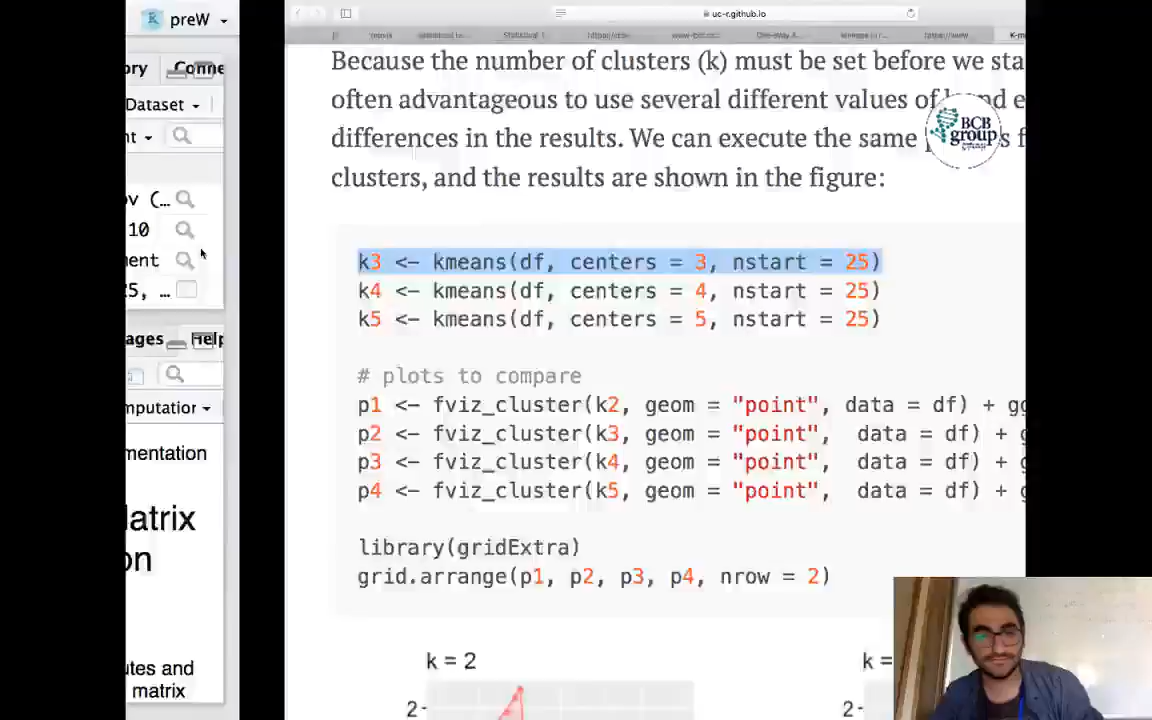 preW
ory Conne
Dataset
nt
ov (…
10
ment
25, …
ages Help
mputation
mentation
Matrix
on
utes and
matrix
uc-r.github.io
Statistical
K-m
Because the number of clusters (k) must be set before we sta
often advantageous to use several different values of k and e
differences in the results. We can execute the same
clusters, and the results are shown in the figure:
BCB
group
k3 <- kmeans(df, centers = 3, nstart = 25)
k4 <- kmeans(df, centers = 4, nstart = 25)
k5 <- kmeans(df, centers = 5, nstart = 25)
# plots to compare
p1 <- fviz_cluster(k2, geom = "point", data = df) + gg
p2 <- fviz_cluster(k3, geom = "point",  data = df) + g
p3 <- fviz_cluster(k4, geom = "point",  data = df) + g
p4 <- fviz_cluster(k5, geom = "point",  data = df) + g
library(gridExtra)
grid.arrange(p1, p2, p3, p4, nrow = 2)
k = 2
k =
2
2